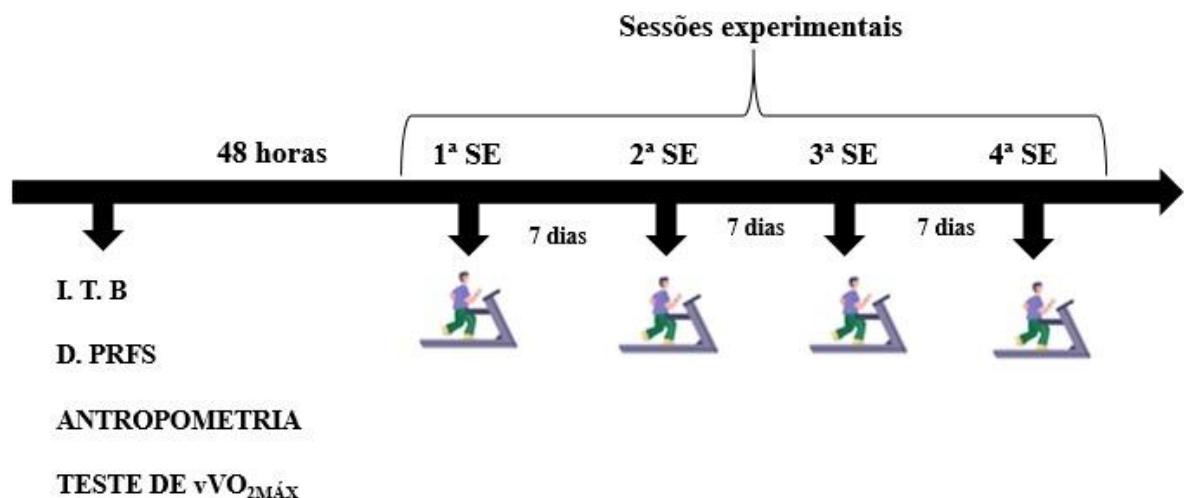 Sessões experimentais
48 horas 1ª SE 2ª SE 3ª SE 4ª SE
7 dias 7 dias 7 dias
I. T. B
D. PRFS
ANTROPOMETRIA
TESTE DE vVO2MÁX